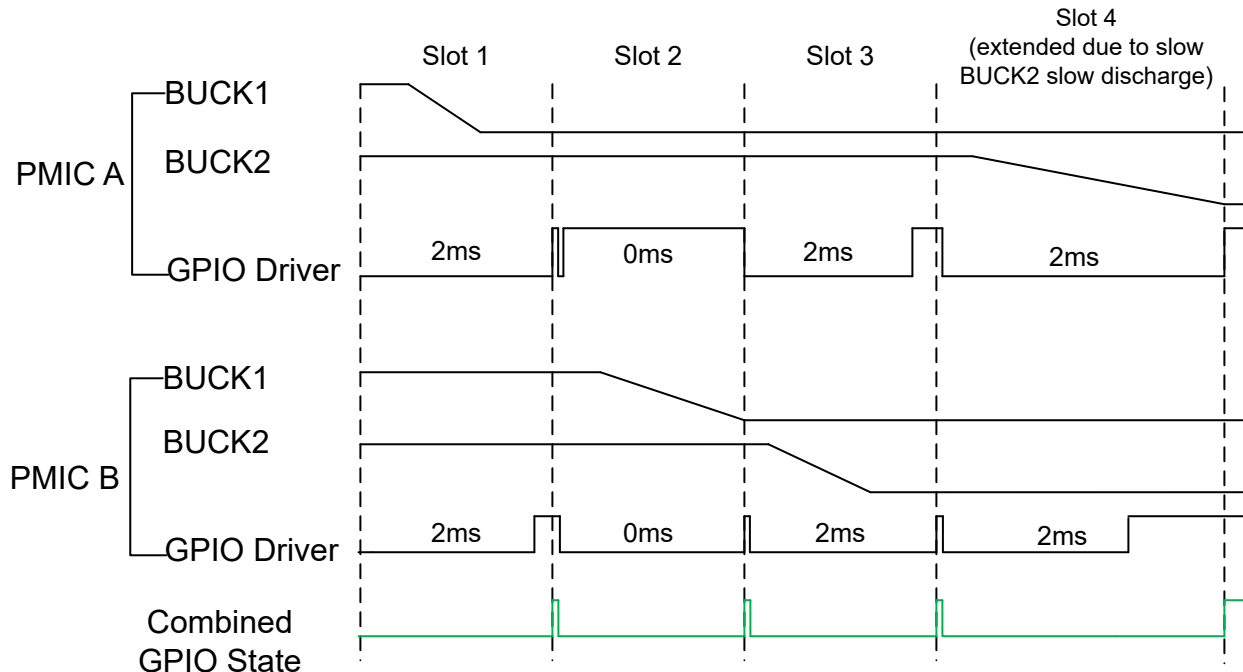 Slot 1
Slot 2
Slot 3
Slot 4
(extended due to slow
BUCK2 slow discharge)
PMIC A
BUCK1
BUCK2
GPIO Driver
2ms
0ms
2ms
2ms
PMIC B
BUCK1
BUCK2
GPIO Driver
2ms
0ms
2ms
2ms
Combined
GPIO State